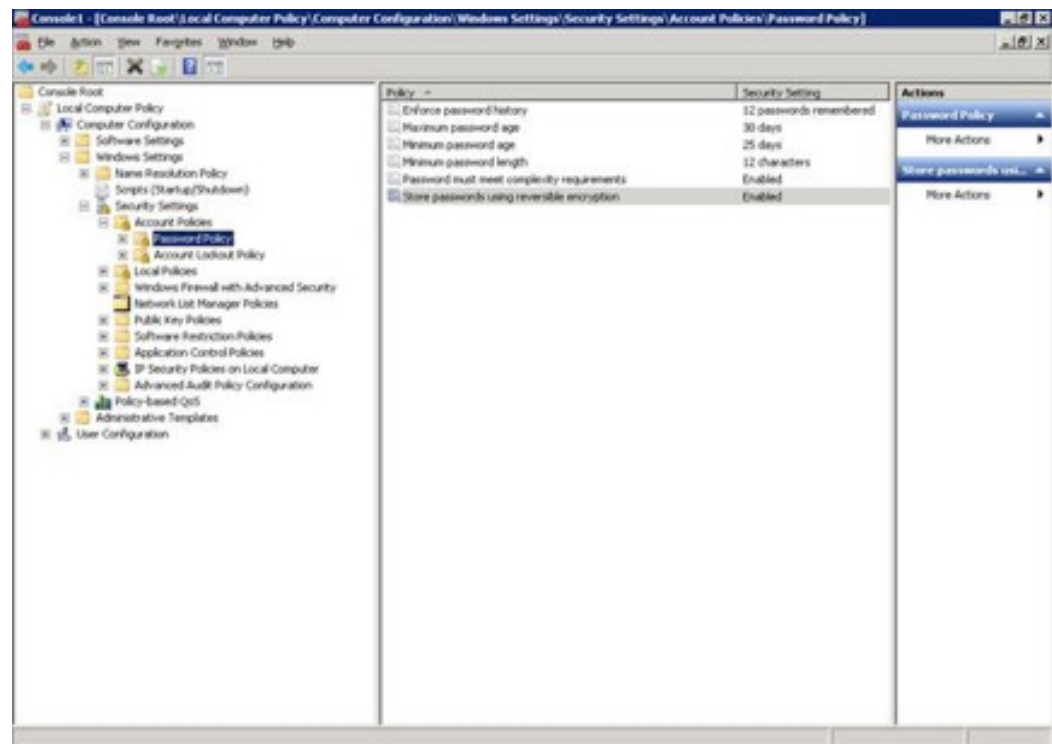 Console1 - [Console Root\Local Computer Policy\Computer Configuration\Windows Settings\Security Settings\Account Policies\Password Policy]
File Action View Favorites Window Help
Console Root
Local Computer Policy
Computer Configuration
Software Settings
Windows Settings
Name Resolution Policy
Scripts (Startup/Shutdown)
Security Settings
Account Policies
Password Policy
Account Lockout Policy
Local Policies
Windows Firewall with Advanced Security
Network List Manager Policies
Public Key Policies
Software Restriction Policies
Application Control Policies
IP Security Policies on Local Computer
Advanced Audit Policy Configuration
Policy-based QoS
Administrative Templates
User Configuration
Policy Security Setting
Enforce password history 12 passwords remembered
Maximum password age 30 days
Minimum password age 25 days
Minimum password length 12 characters
Password must meet complexity requirements Enabled
Store passwords using reversible encryption Enabled
Actions
Password Policy
More Actions
Store passwords usi...
More Actions